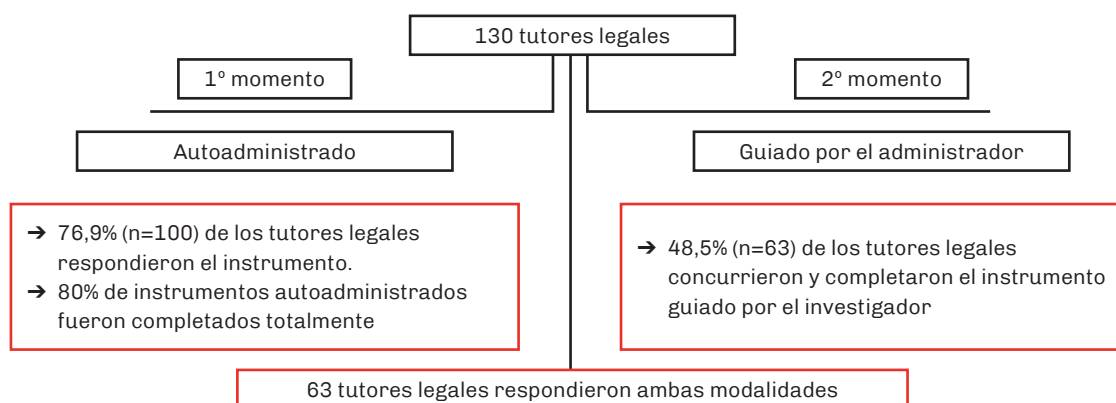 130 tutores legales
1º momento
2º momento
Autoadministrado
Guiado por el administrador
➔ 76,9% (n=100) de los tutores legales
respondieron el instrumento.
➔ 80% de instrumentos autoadministrados
fueron completados totalmente
➔ 48,5% (n=63) de los tutores legales
concurrieron y completaron el instrumento
guiado por el investigador
63 tutores legales respondieron ambas modalidades